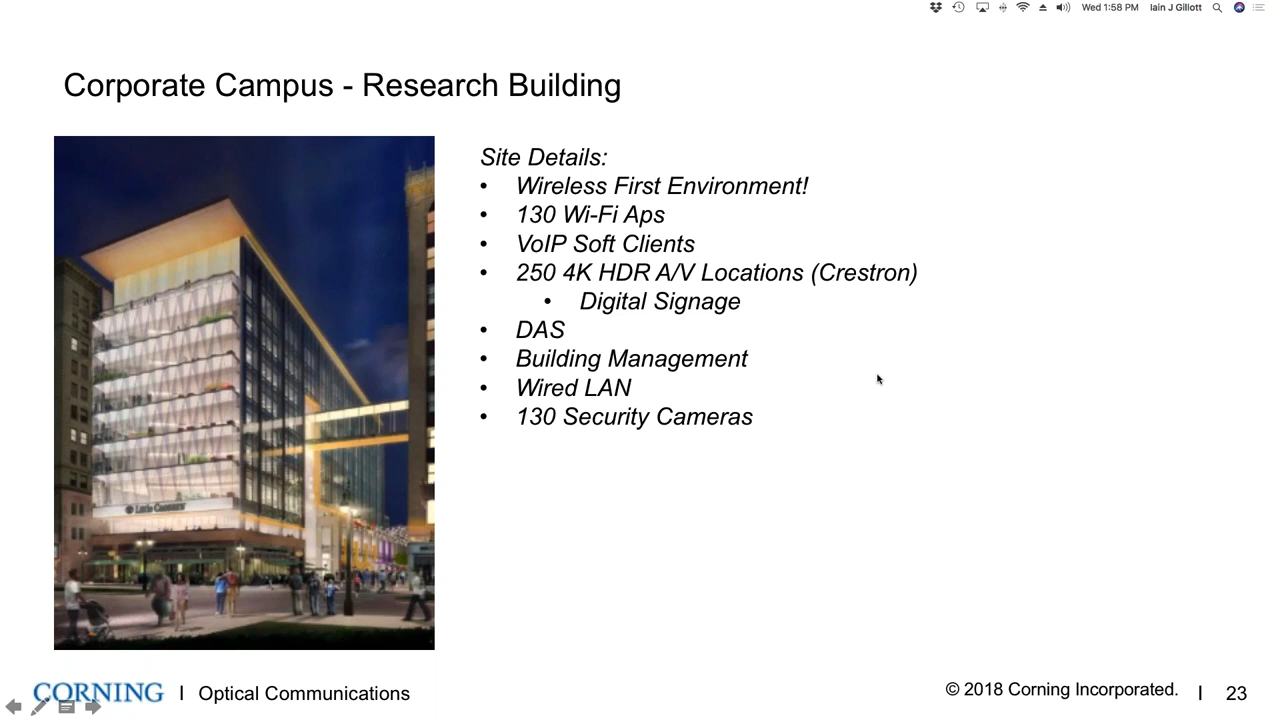 Wed 1:58 PM Iain J Gillott
Corporate Campus - Research Building
Site Details:
• Wireless First Environment!
• 130 Wi-Fi Aps
• VoIP Soft Clients
• 250 4K HDR A/V Locations (Crestron)
• Digital Signage
• DAS
• Building Management
• Wired LAN
• 130 Security Cameras
Little Caesars
CORNING | Optical Communications
© 2018 Corning Incorporated. | 23